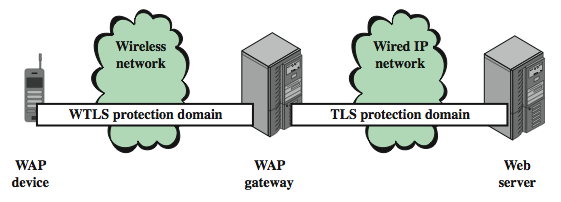 Wireless
network
Wired IP
network
WTLS protection domain
TLS protection domain
WAP
device
WAP
gateway
Web
server